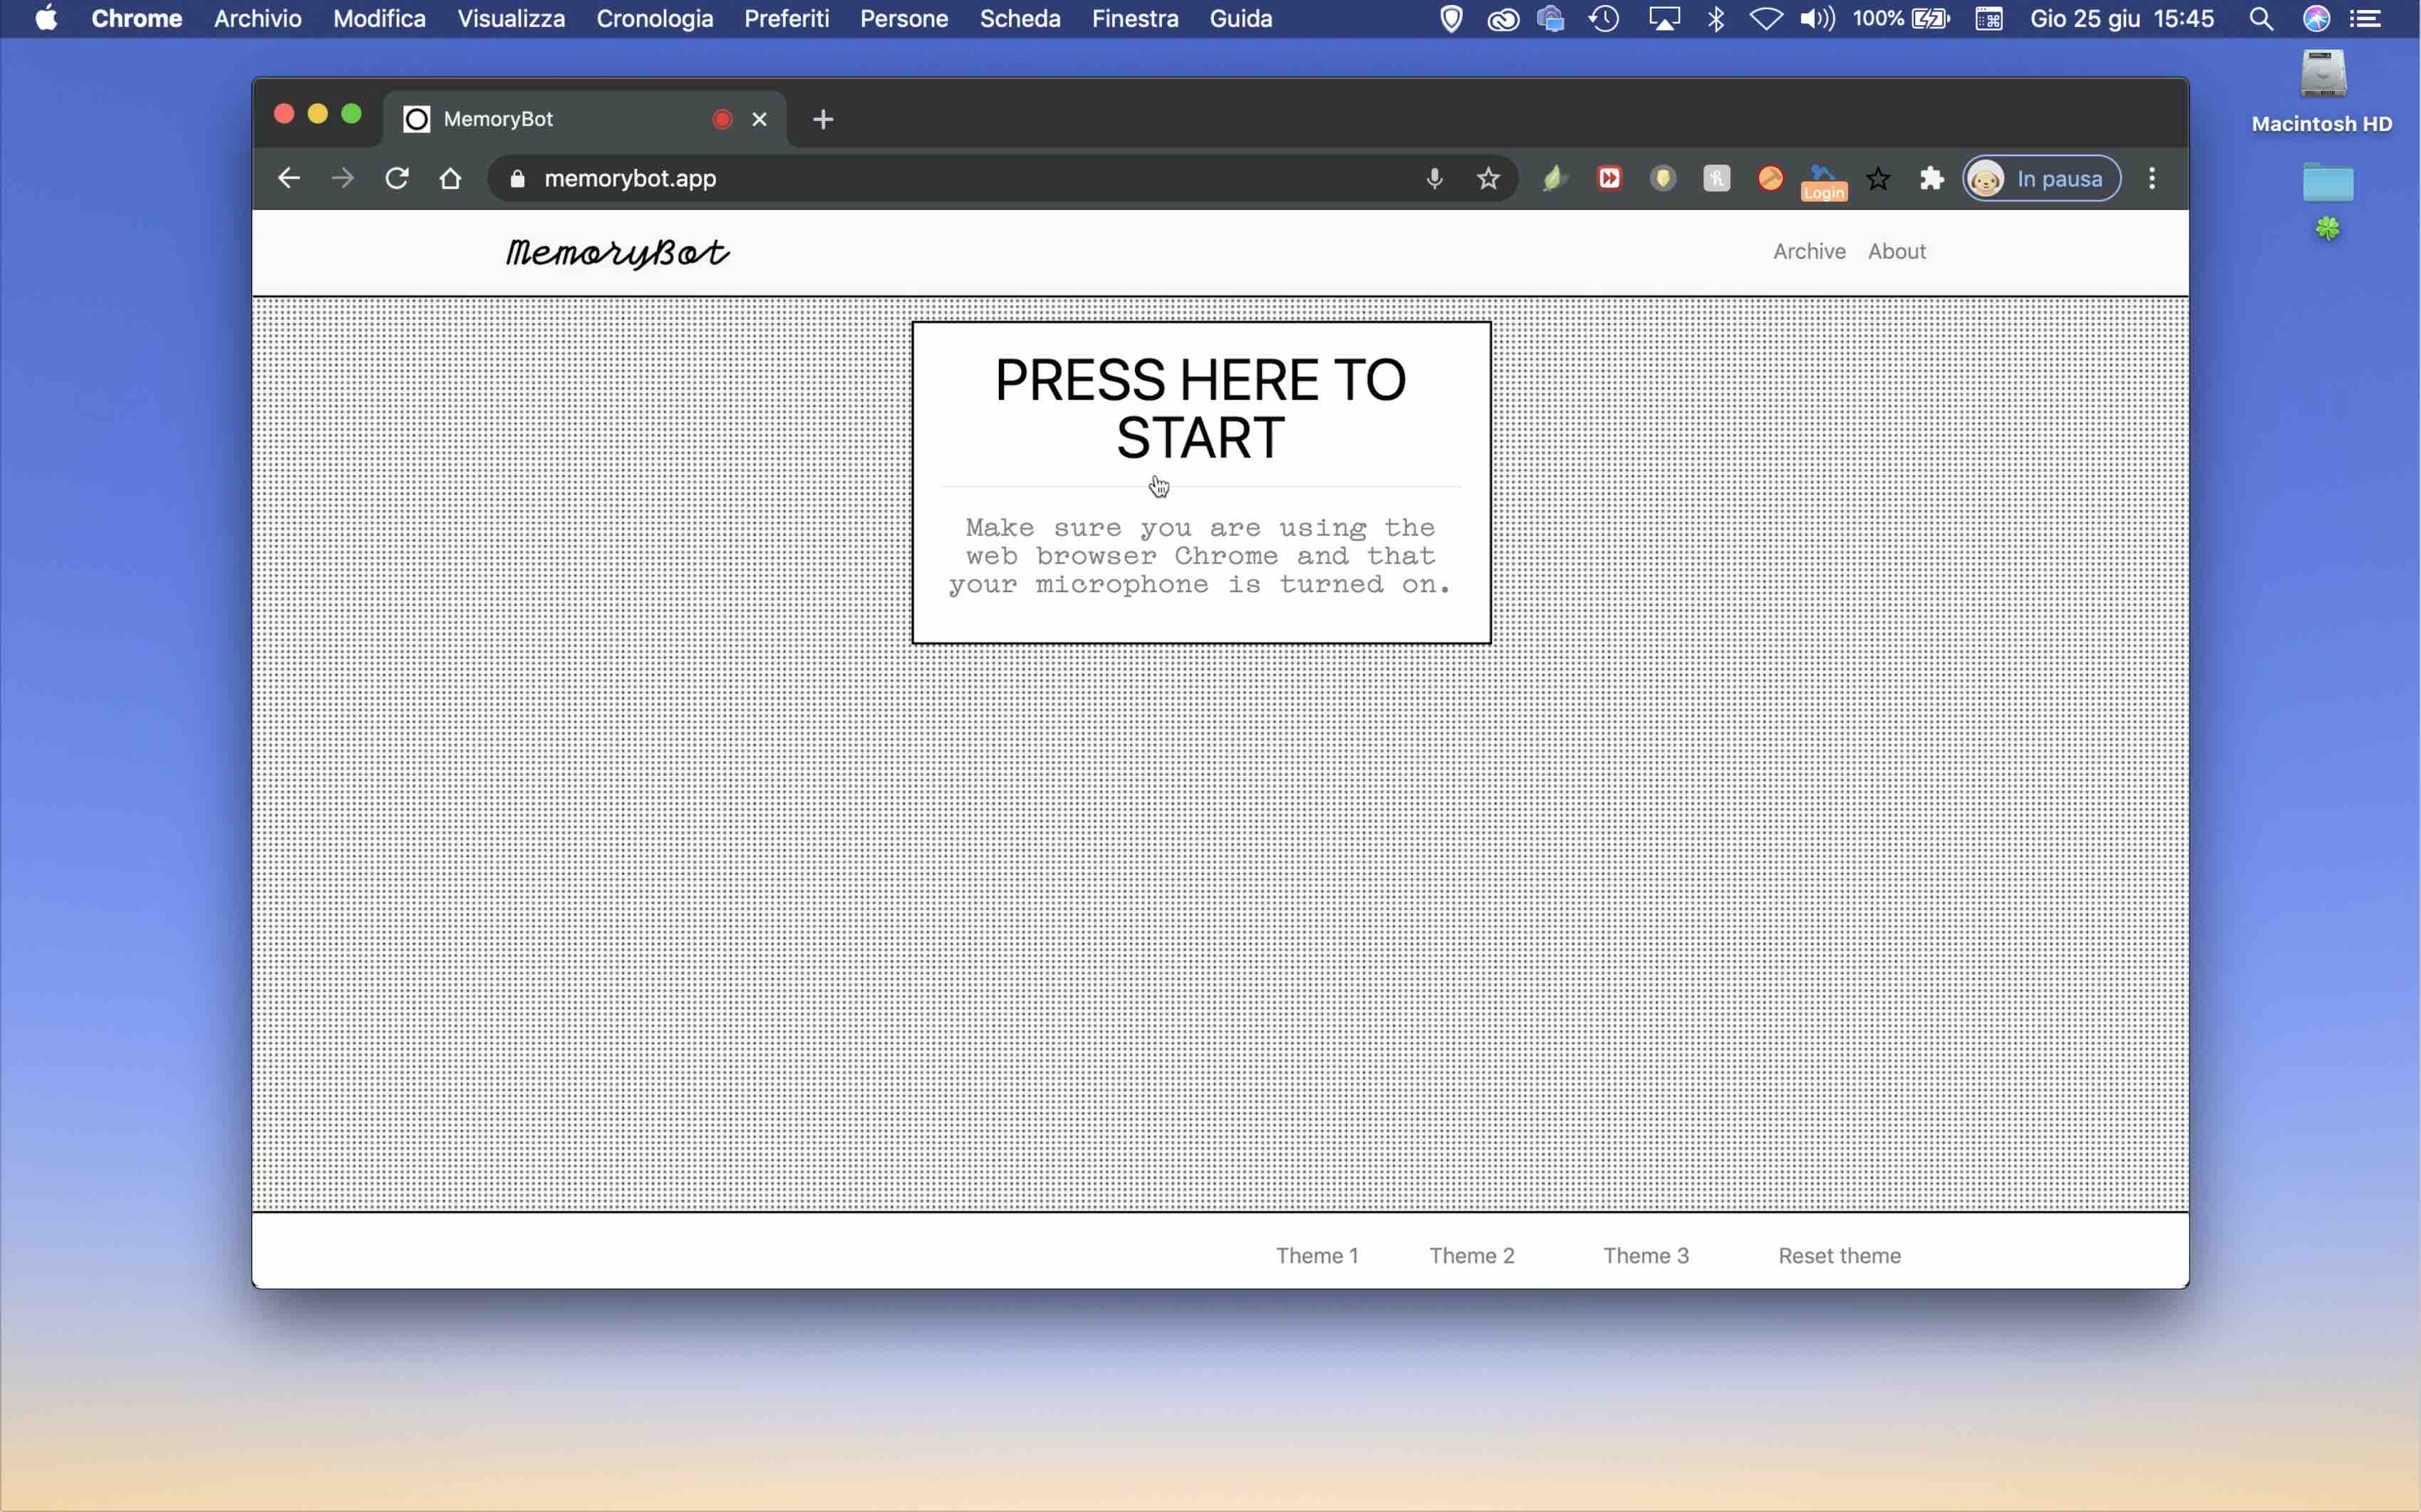 Chrome Archivio Modifica Visualizza Cronologia Preferiti Persone Scheda Finestra Guida 100% Gio 25 giu 15:45
Macintosh HD
MemoryBot
memorybot.app
Login
In pausa
MemoryBot
Archive About
PRESS HERE TO
START
Make sure you are using the
web browser Chrome and that
your microphone is turned on.
Theme 1 Theme 2 Theme 3 Reset theme